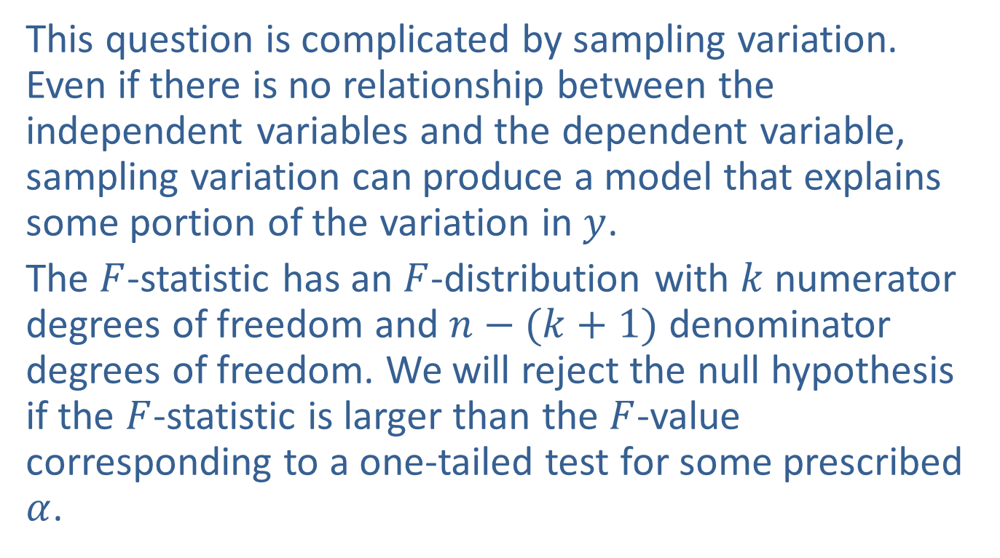 This question is complicated by sampling variation.
Even if there is no relationship between the
independent variables and the dependent variable,
sampling variation can produce a model that explains
some portion of the variation in 𝑦.
The 𝐹-statistic has an 𝐹-distribution with 𝑘 numerator
degrees of freedom and 𝑛 − (𝑘 + 1) denominator
degrees of freedom. We will reject the null hypothesis
if the 𝐹-statistic is larger than the 𝐹-value
corresponding to a one-tailed test for some prescribed
𝛼.